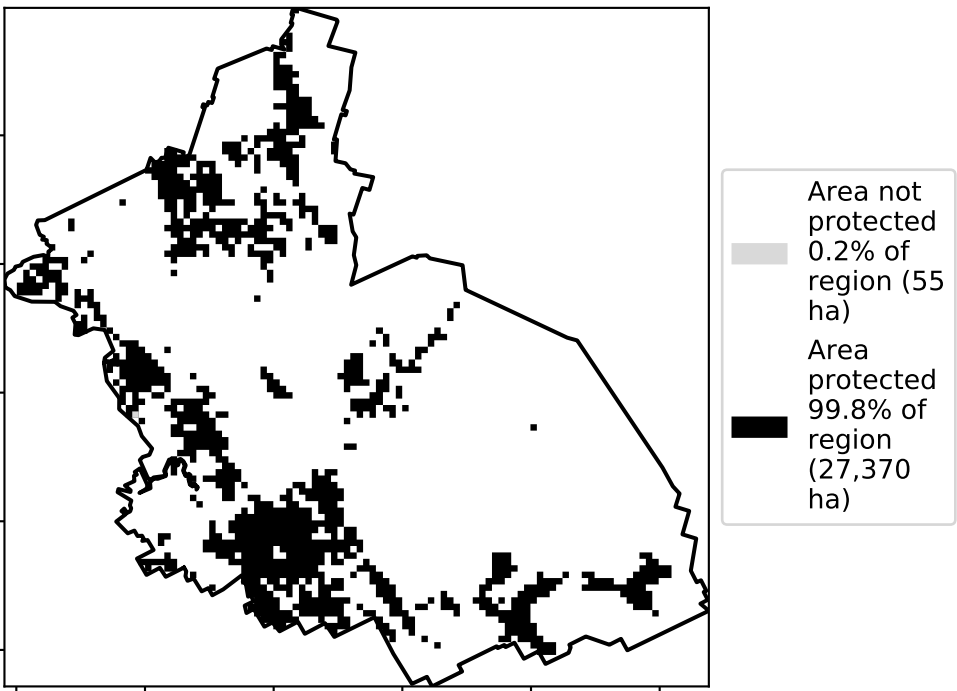 Area not
protected
0.2% of
region (55
ha)
Area
protected
99.8% of
region
(27,370
ha)